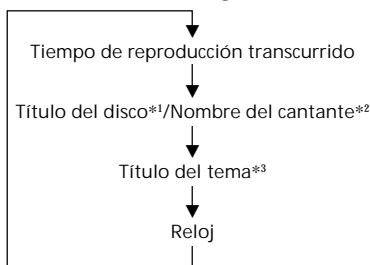 Tiempo de reproducción transcurrido
Título del disco*1/Nombre del cantante*2
Título del tema*3
Reloj